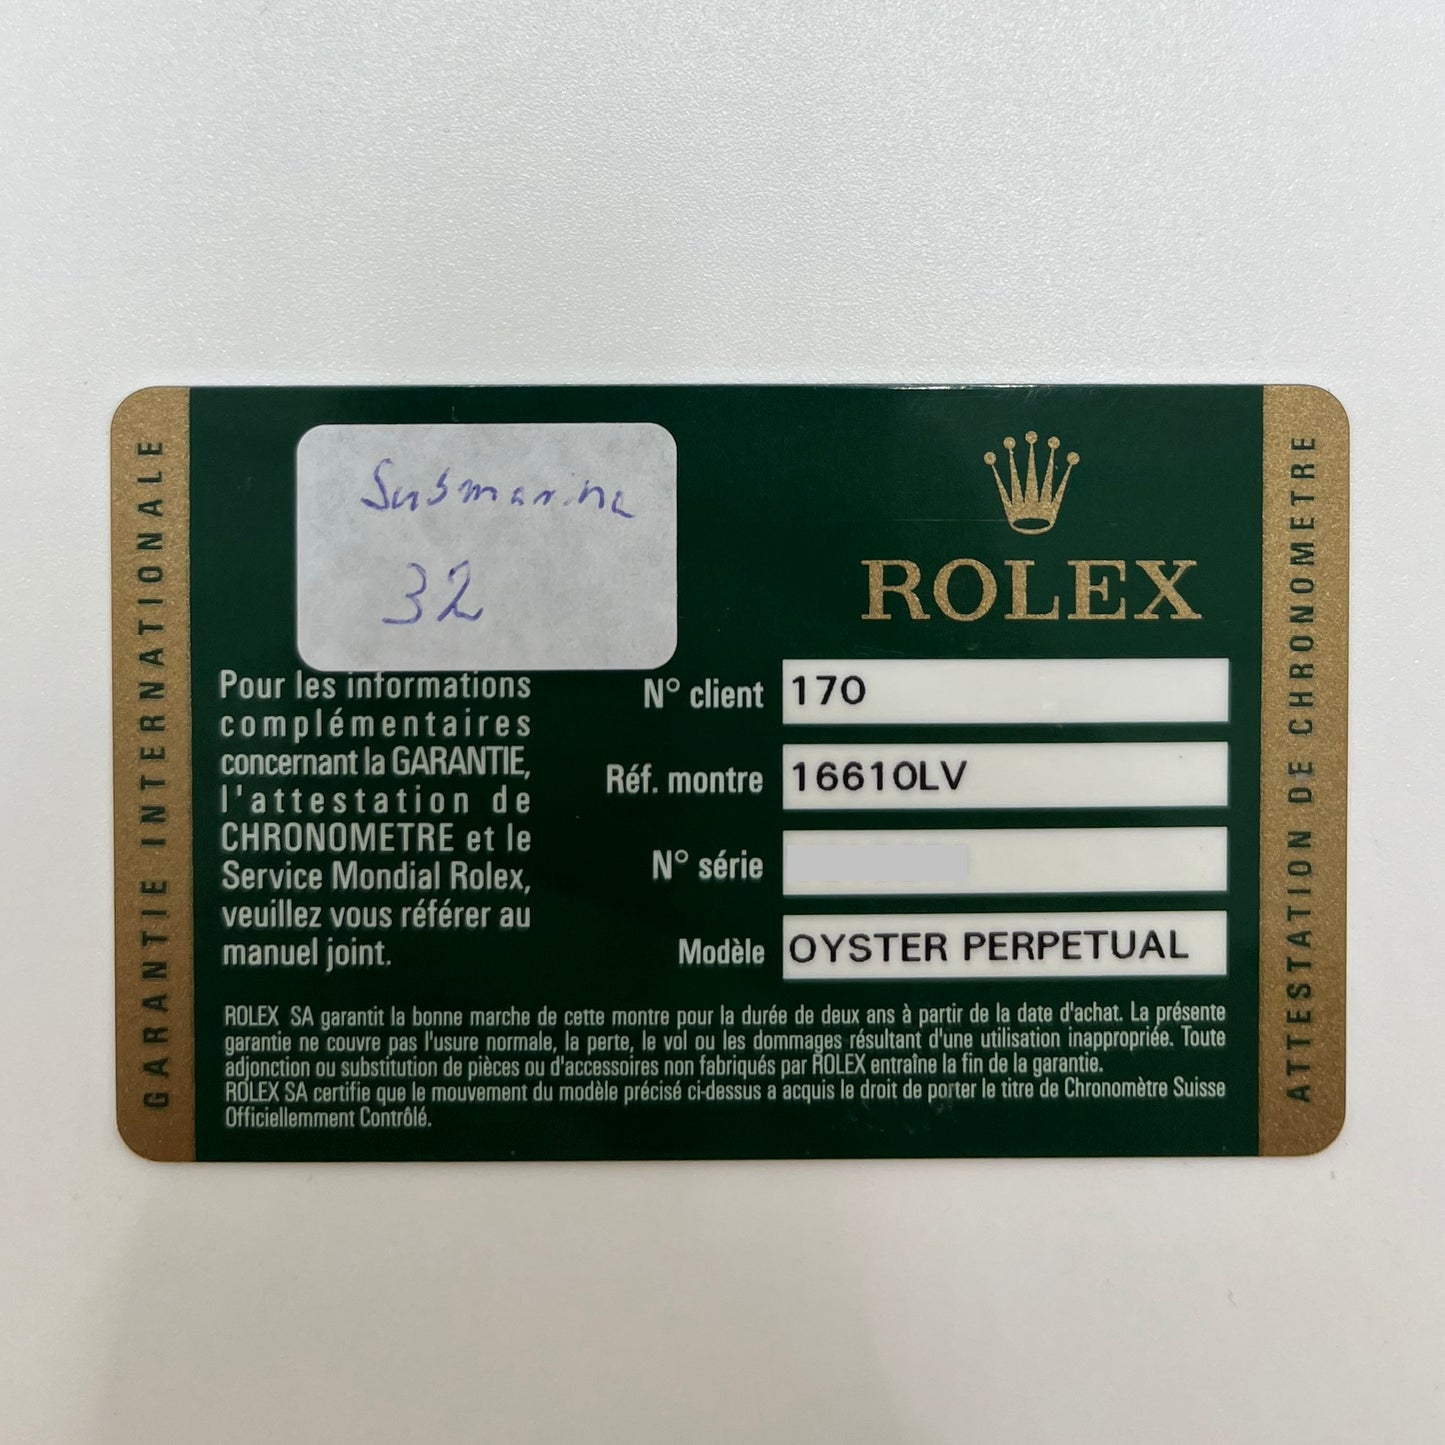 GARANTIE INTERNATIONALE
Submarina
32
ROLEX
Pour les informations
complémentaires
concernant la GARANTIE,
l'attestation de
CHRONOMETRE et le
Service Mondial Rolex,
veuillez vous référer au
manuel joint.
N° client 170
Réf. montre 16610LV
N° série
Modèle OYSTER PERPETUAL
ROLEX SA garantit la bonne marche de cette montre pour la durée de deux ans à partir de la date d'achat. La présente
garantie ne couvre pas l'usure normale, la perte, le vol ou les dommages résultant d'une utilisation inappropriée. Toute
adjonction ou substitution de pièces ou d'accessoires non fabriqués par ROLEX entraîne la fin de la garantie.
ROLEX SA certifie que le mouvement du modèle précisé ci-dessus a acquis le droit de porter le titre de Chronomètre Suisse
Officiellemment Contrôlé.
ATTESTATION DE CHRONOMETRE